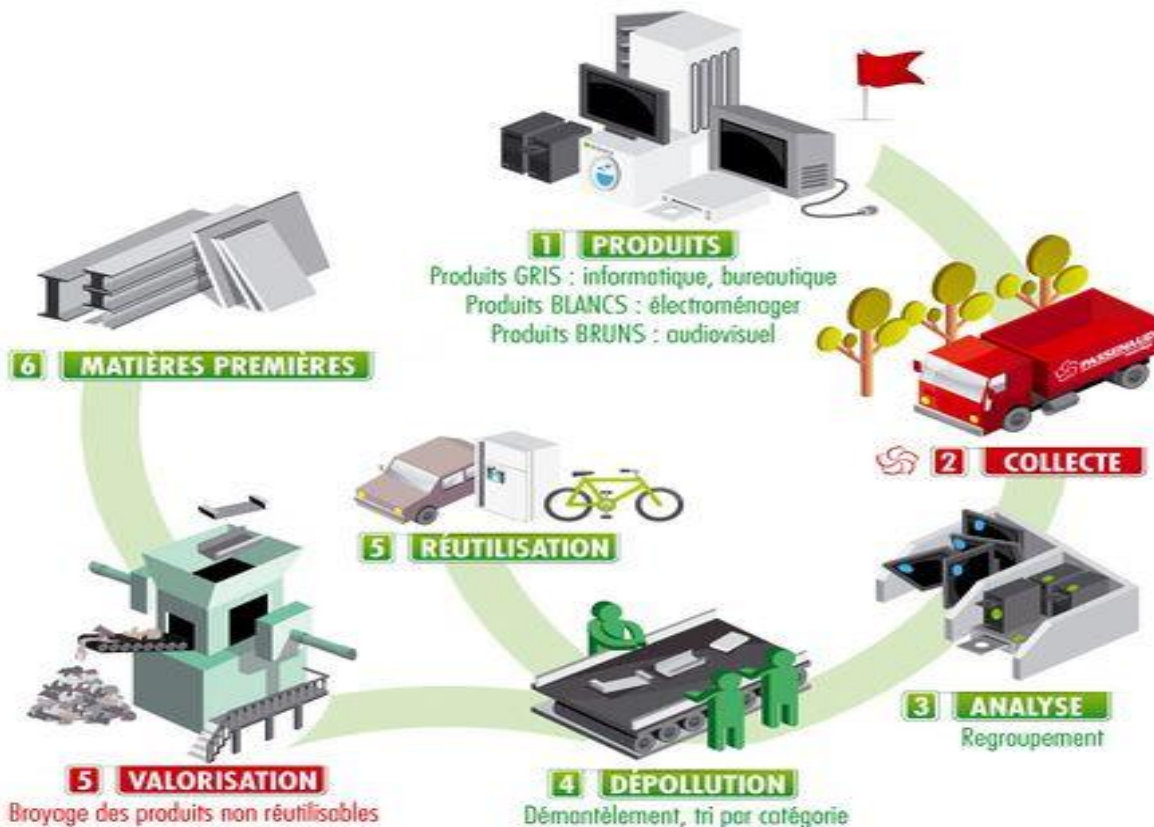 1 PRODUITS
Produits GRIS : informatique, bureautique
Produits BLANCS : électroménager
Produits BRUNS : audiovisuel
2 COLLECTE
3 ANALYSE
Regroupement
4 DÉPOLLUTION
Démantèlement, tri par catégorie
5 RÉUTILISATION
5 VALORISATION
Broyage des produits non réutilisables
6 MATIÈRES PREMIÈRES